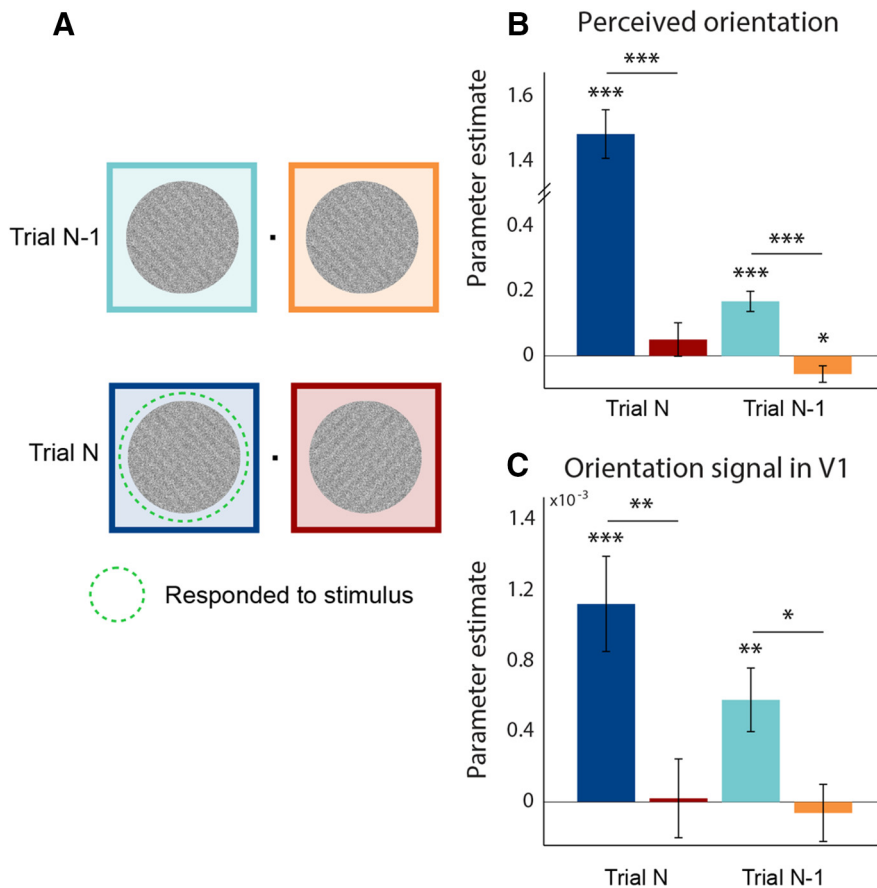 A
Trial N-1
Trial N
Responded to stimulus
B
Perceived orientation
Parameter estimate
1.6
1.4
0.4
0.2
0
***
***
***
***
*
Trial N
Trial N-1
C
Orientation signal in V1
x10-3
Parameter estimate
1.4
1.2
0.8
0.4
0
**
***
*
**
Trial N
Trial N-1